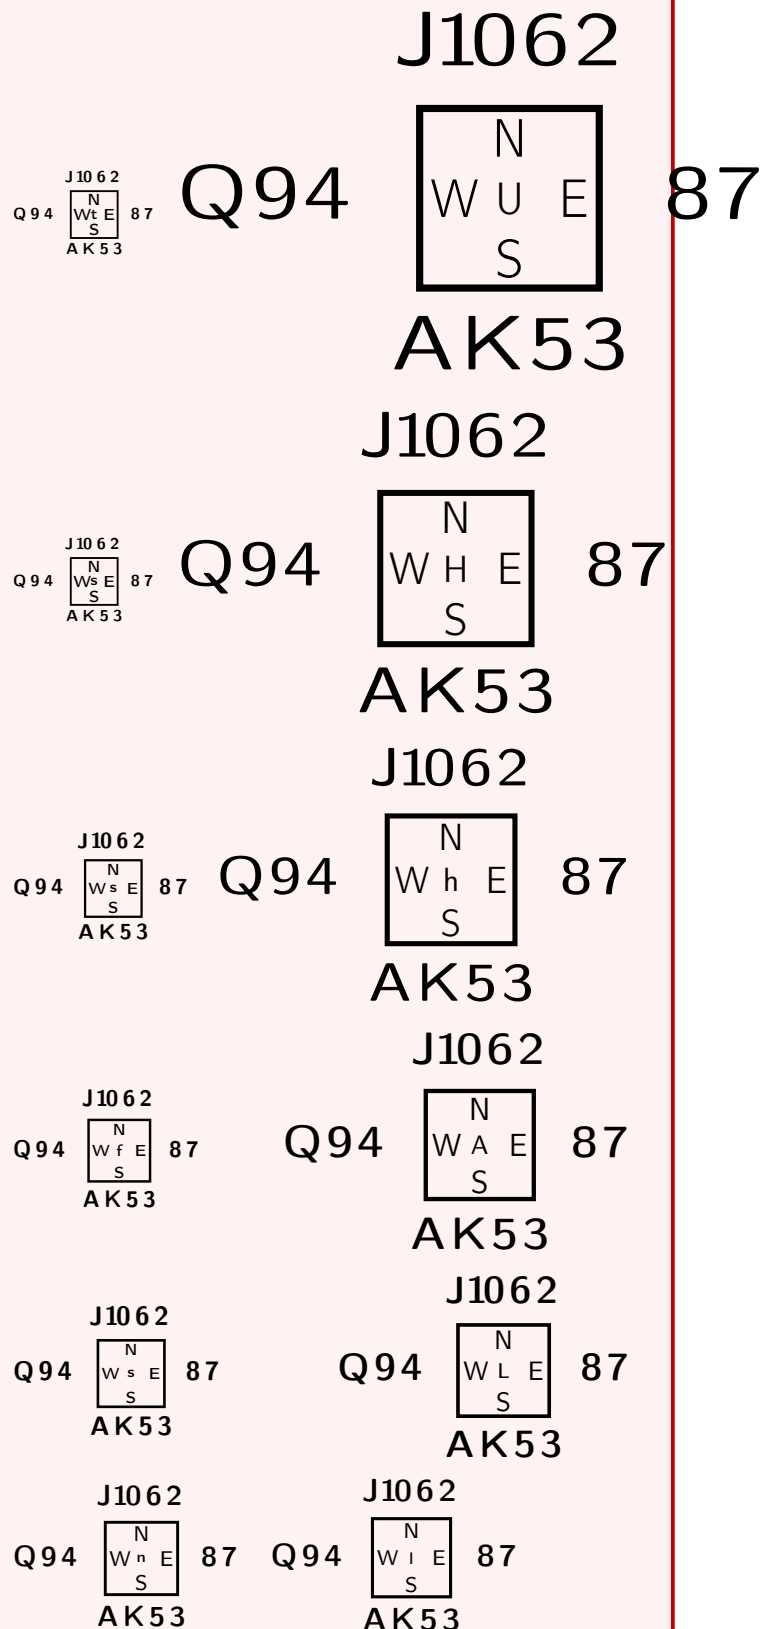 J1062
N
Q94 W U E 87
S
AK53
J1062
N
Q94 Wt E 87
S
AK53
J1062
N
Q94 W H E 87
S
AK53
J1062
N
Q94 Ws E 87
S
AK53
J1062
N
Q94 W h E 87
S
AK53
J1062
N
Q94 W s E 87
S
AK53
J1062
N
Q94 W A E 87
S
AK53
J1062
N
Q94 W f E 87
S
AK53
J1062
N
Q94 W L E 87
S
AK53
J1062
N
Q94 W s E 87
S
AK53
J1062
N
Q94 W n E 87
S
AK53
J1062
N
Q94 W I E 87
S
AK53